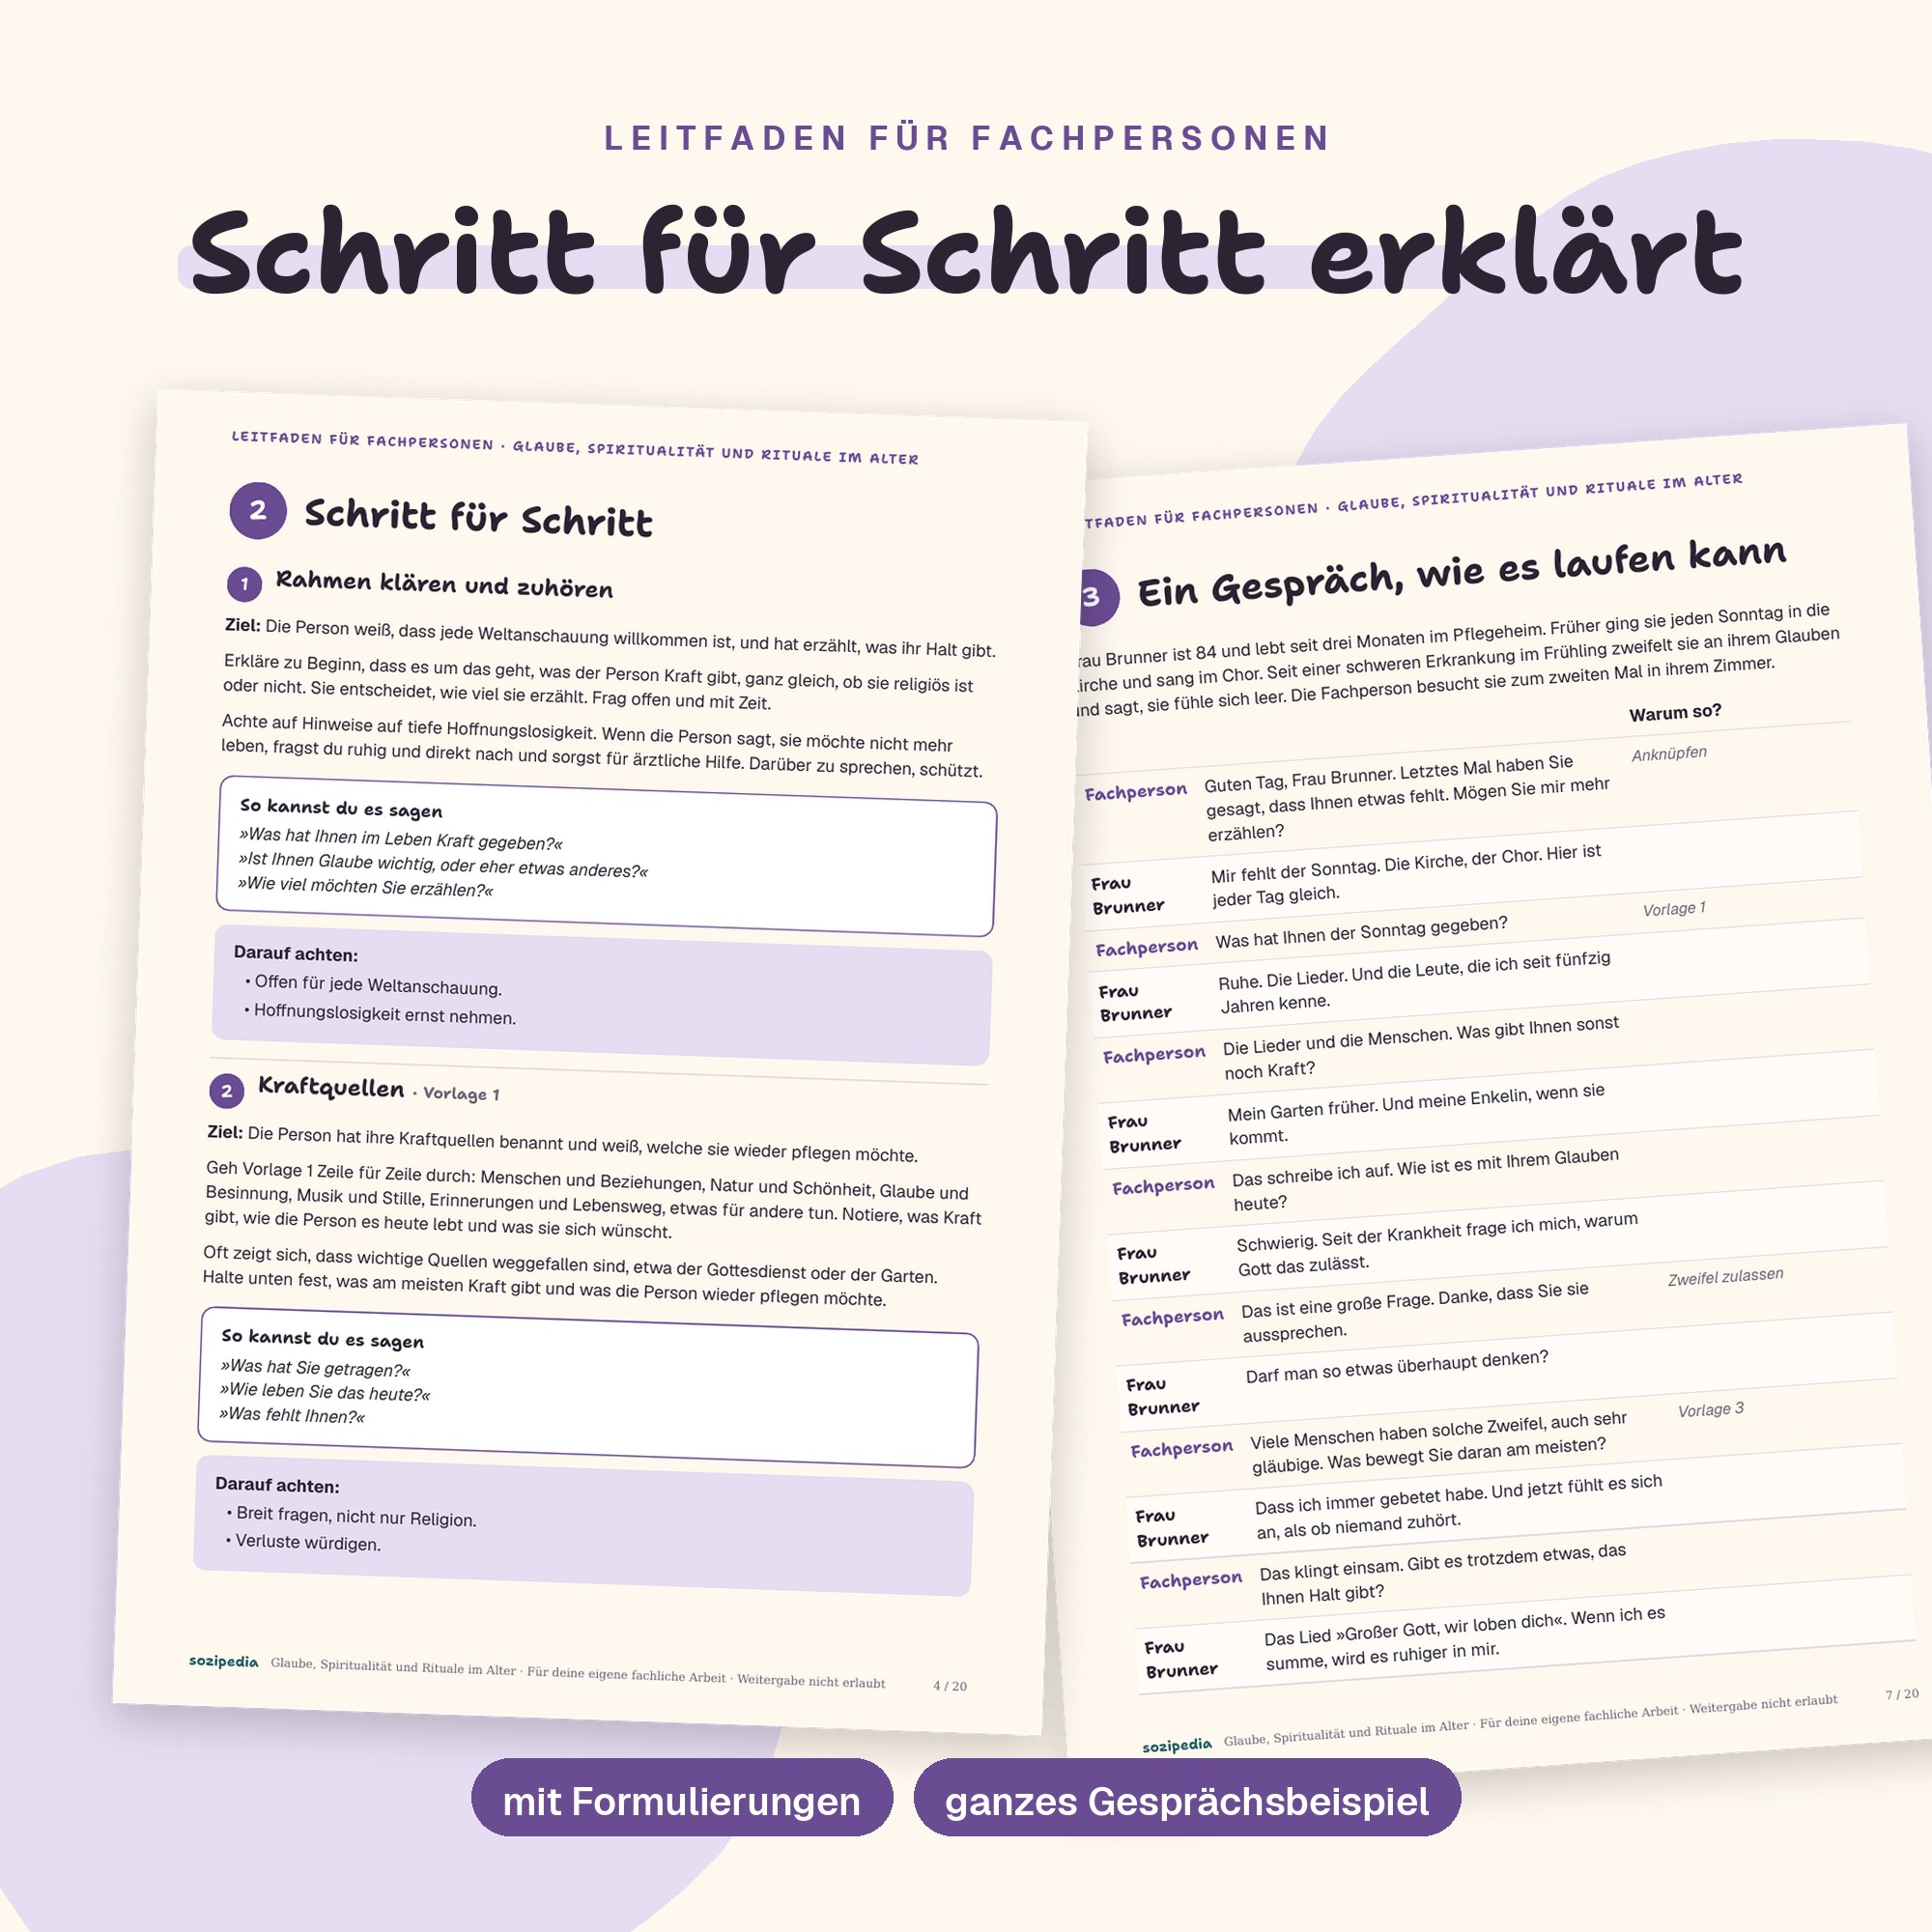 LEITFADEN FÜR FACHPERSONEN
Schritt für Schritt erklärt
LEITFADEN FÜR FACHPERSONEN · GLAUBE, SPIRITUALITÄT UND RITUALE IM ALTER
2 Schritt für Schritt
1 Rahmen klären und zuhören
Ziel: Die Person weiß, dass jede Weltanschauung willkommen ist, und hat erzählt, was ihr Halt gibt.
Erkläre zu Beginn, dass es um das geht, was der Person Kraft gibt, ganz gleich, ob sie religiös ist
oder nicht. Sie entscheidet, wie viel sie erzählt. Frag offen und mit Zeit.
Achte auf Hinweise auf tiefe Hoffnungslosigkeit. Wenn die Person sagt, sie möchte nicht mehr
leben, fragst du ruhig und direkt nach und sorgst für ärztliche Hilfe. Darüber zu sprechen, schützt.
So kannst du es sagen
»Was hat Ihnen im Leben Kraft gegeben?«
»Ist Ihnen Glaube wichtig, oder eher etwas anderes?«
»Wie viel möchten Sie erzählen?«
Darauf achten:
• Offen für jede Weltanschauung.
• Hoffnungslosigkeit ernst nehmen.
2 Kraftquellen · Vorlage 1
Ziel: Die Person hat ihre Kraftquellen benannt und weiß, welche sie wieder pflegen möchte.
Geh Vorlage 1 Zeile für Zeile durch: Menschen und Beziehungen, Natur und Schönheit, Glaube und
Besinnung, Musik und Stille, Erinnerungen und Lebensweg, etwas für andere tun. Notiere, was Kraft
gibt, wie die Person es heute lebt und was sie sich wünscht.
Oft zeigt sich, dass wichtige Quellen weggefallen sind, etwa der Gottesdienst oder der Garten.
Halte unten fest, was am meisten Kraft gibt und was die Person wieder pflegen möchte.
So kannst du es sagen
»Was hat Sie getragen?«
»Wie leben Sie das heute?«
»Was fehlt Ihnen?«
Darauf achten:
• Breit fragen, nicht nur Religion.
• Verluste würdigen.
sozipedia Glaube, Spiritualität und Rituale im Alter · Für deine eigene fachliche Arbeit · Weitergabe nicht erlaubt 4 / 20
TFADEN FÜR FACHPERSONEN · GLAUBE, SPIRITUALITÄT UND RITUALE IM ALTER
3 Ein Gespräch, wie es laufen kann
rau Brunner ist 84 und lebt seit drei Monaten im Pflegeheim. Früher ging sie jeden Sonntag in die
irche und sang im Chor. Seit einer schweren Erkrankung im Frühling zweifelt sie an ihrem Glauben
nd sagt, sie fühle sich leer. Die Fachperson besucht sie zum zweiten Mal in ihrem Zimmer.
Warum so?
Fachperson Guten Tag, Frau Brunner. Letztes Mal haben Sie Anknüpfen
gesagt, dass Ihnen etwas fehlt. Mögen Sie mir mehr
erzählen?
Frau Mir fehlt der Sonntag. Die Kirche, der Chor. Hier ist
Brunner jeder Tag gleich.
Fachperson Was hat Ihnen der Sonntag gegeben? Vorlage 1
Frau Ruhe. Die Lieder. Und die Leute, die ich seit fünfzig
Brunner Jahren kenne.
Fachperson Die Lieder und die Menschen. Was gibt Ihnen sonst
noch Kraft?
Frau Mein Garten früher. Und meine Enkelin, wenn sie
Brunner kommt.
Fachperson Das schreibe ich auf. Wie ist es mit Ihrem Glauben
heute?
Frau Schwierig. Seit der Krankheit frage ich mich, warum
Brunner Gott das zulässt.
Fachperson Das ist eine große Frage. Danke, dass Sie sie Zweifel zulassen
aussprechen.
Frau Darf man so etwas überhaupt denken?
Brunner
Fachperson Viele Menschen haben solche Zweifel, auch sehr Vorlage 3
gläubige. Was bewegt Sie daran am meisten?
Frau Dass ich immer gebetet habe. Und jetzt fühlt es sich
Brunner an, als ob niemand zuhört.
Fachperson Das klingt einsam. Gibt es trotzdem etwas, das
Ihnen Halt gibt?
Frau Das Lied »Großer Gott, wir loben dich«. Wenn ich es
Brunner summe, wird es ruhiger in mir.
sozipedia Glaube, Spiritualität und Rituale im Alter · Für deine eigene fachliche Arbeit · Weitergabe nicht erlaubt 7 / 20
mit Formulierungen
ganzes Gesprächsbeispiel